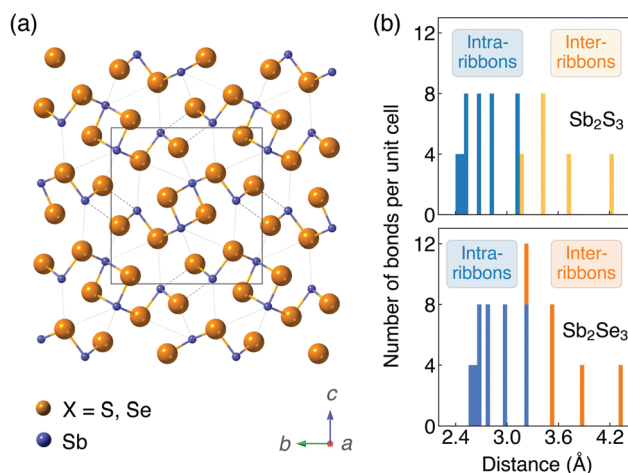 (a)
X = S, Se
Sb
c
b
a
(b)
Number of bonds per unit cell
12
8
4
0
Intra-
ribbons
Inter-
ribbons
Sb₂S₃
12
8
4
0
Intra-
ribbons
Inter-
ribbons
Sb₂Se₃
2.4 3.0 3.6 4.2
Distance (Å)